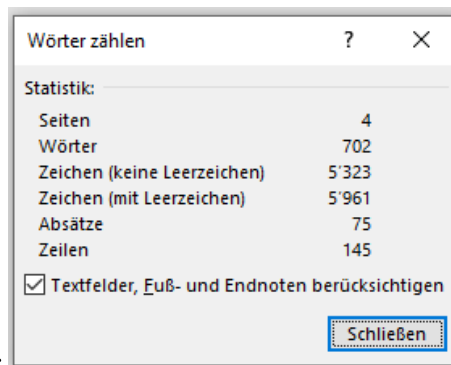 Wörter zählen ? ×
Statistik:
Seiten 4
Wörter 702
Zeichen (keine Leerzeichen) 5'323
Zeichen (mit Leerzeichen) 5'961
Absätze 75
Zeilen 145
Textfelder, Fuß- und Endnoten berücksichtigen
Schließen